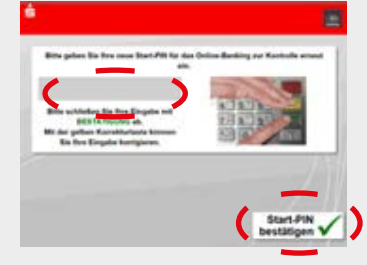 Bitte geben Sie Ihre neue Start-PIN für das Online-Banking zur Kontrolle erneut
ein.
Bitte schließen Sie Ihre Eingabe mit
BESTÄTIGUNG ab.
Mit der gelben Korrekturtaste können
Sie Ihre Eingabe korrigieren.
Start-PIN
bestätigen